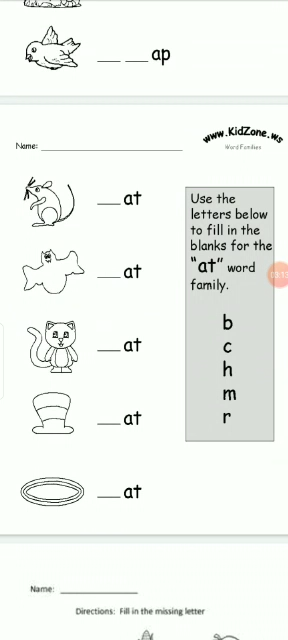 __ __ ap
www.KidZone.ws
Name: ____________________
Word Families
__ at
__ at
__ at
__ at
__ at
Use the
letters below
to fill in the
blanks for the
"at" word
family.
b
c
h
m
r
Name: ____________
Directions: Fill in the missing letter